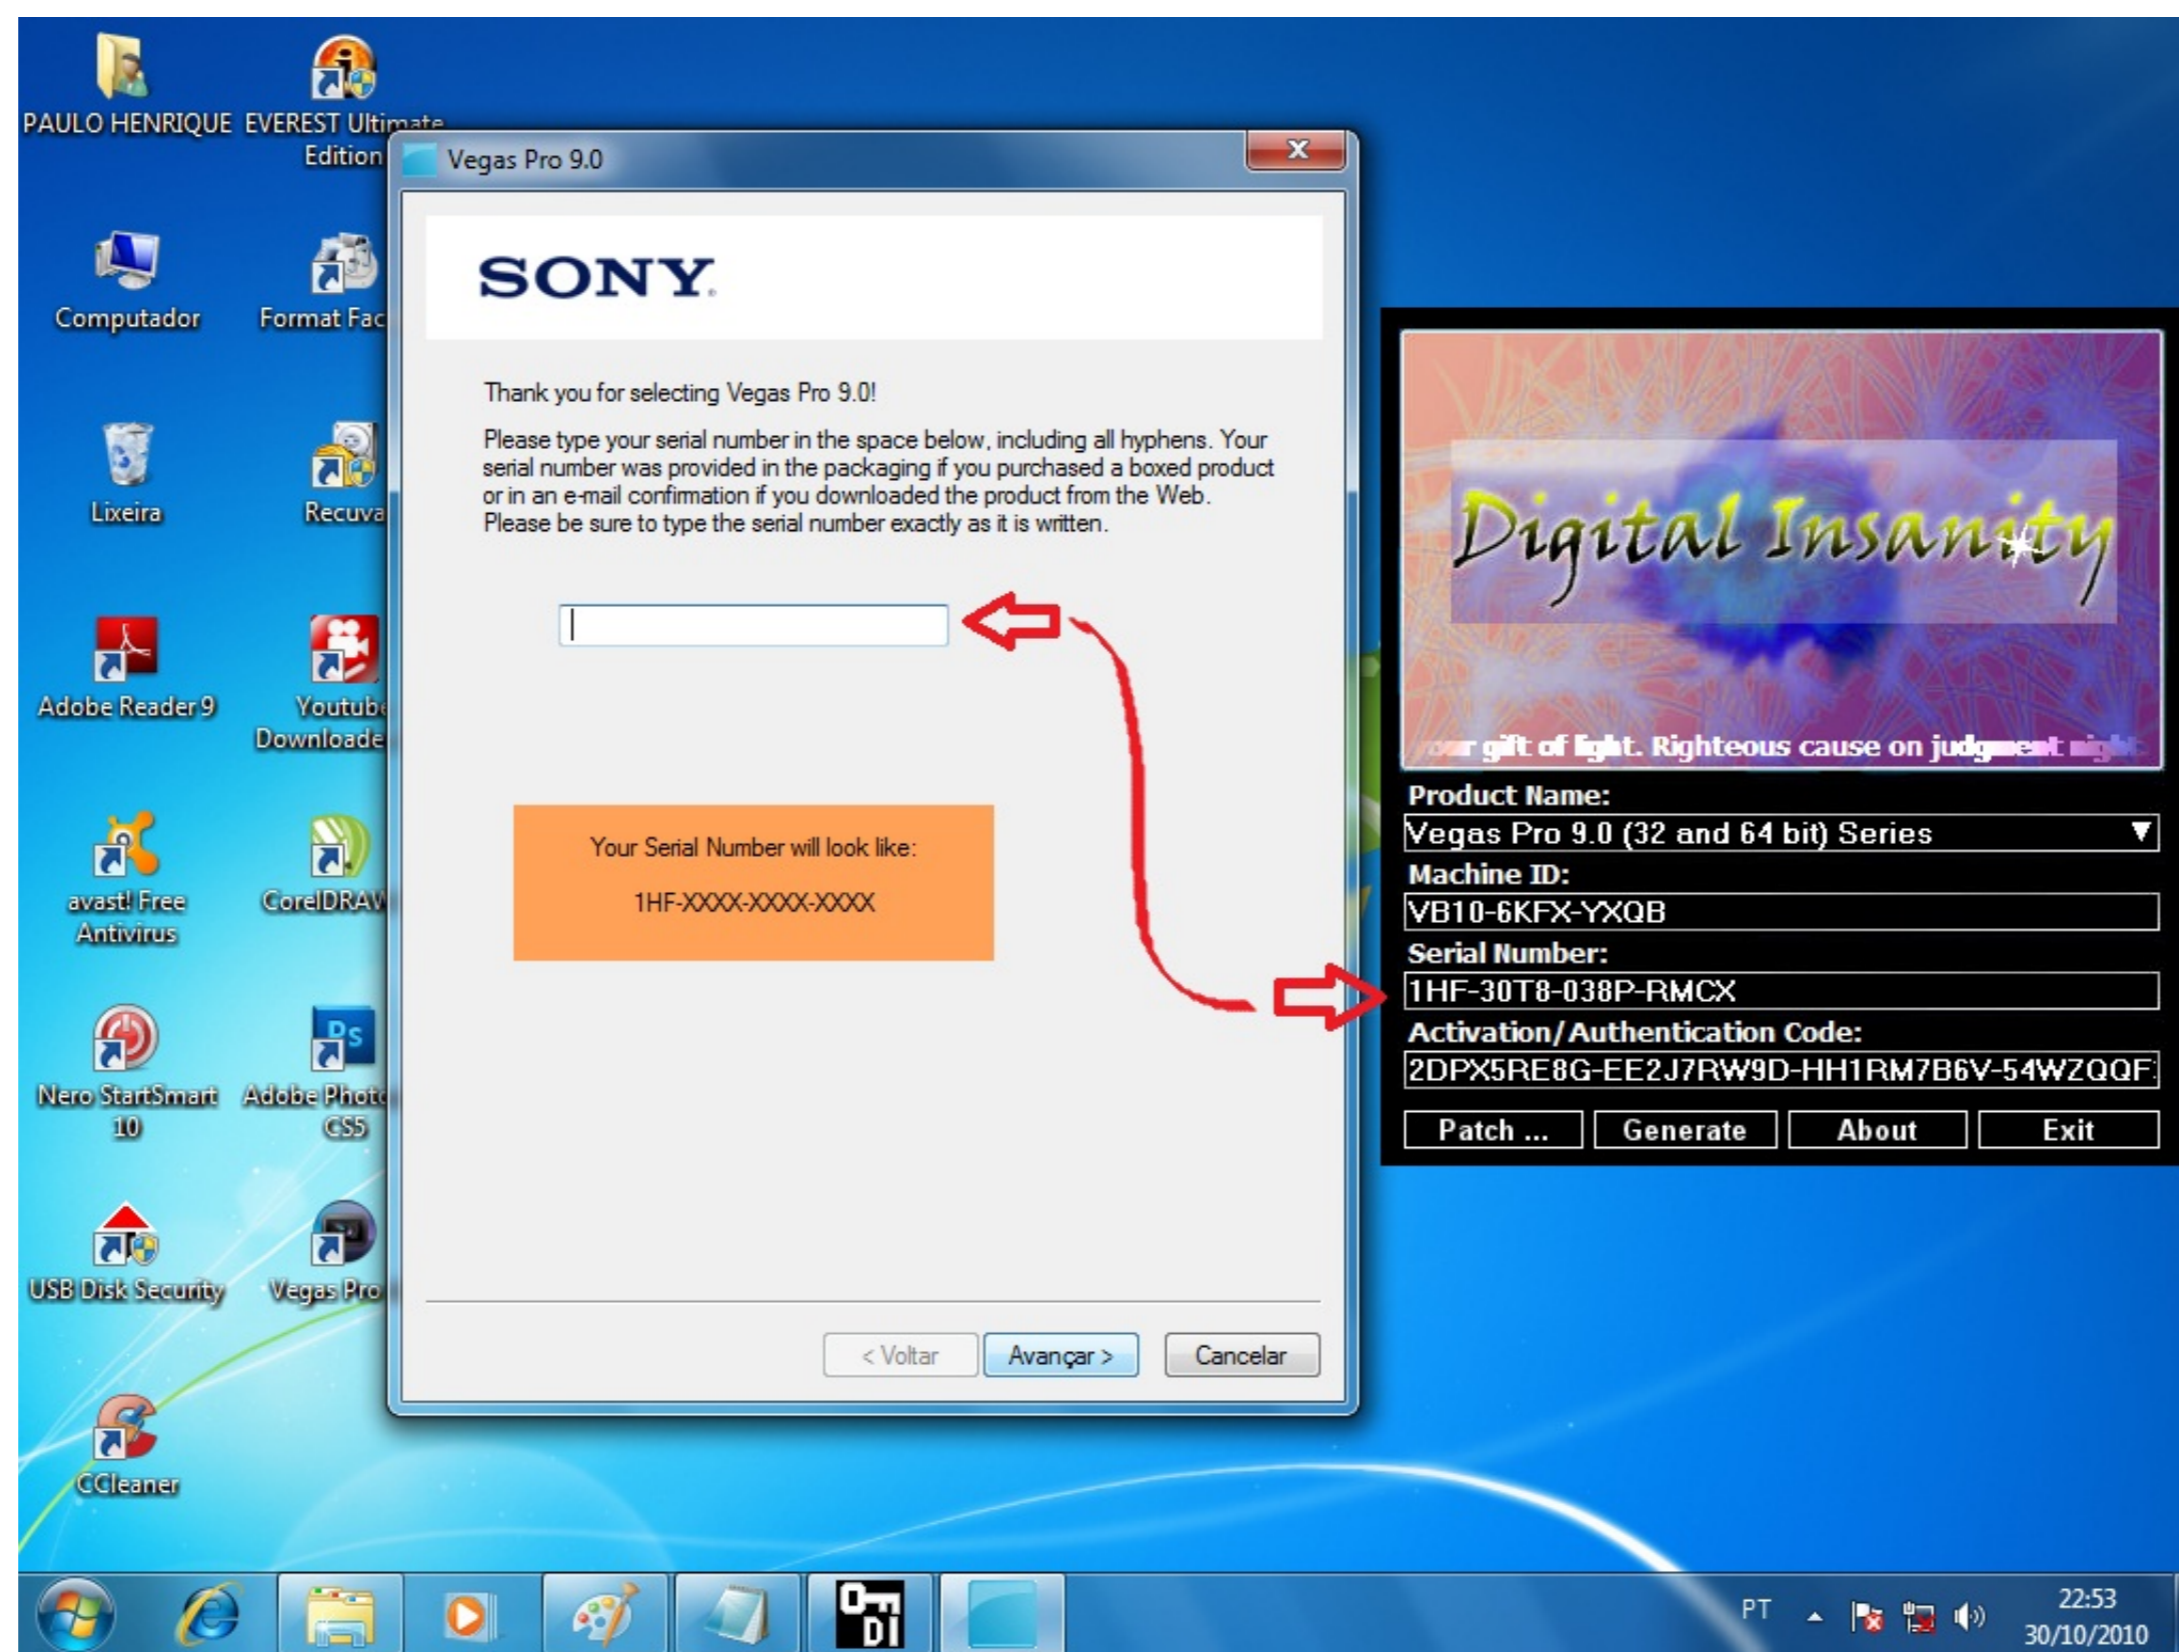 PAULO HENRIQUE
EVEREST Ultimate
Edition
Computador
Format Fac
Lixeira
Recuva
Adobe Reader 9
Youtube
Downloade
avast! Free
Antivirus
CorelDRAW
Nero StartSmart
10
Adobe Photo
CS5
USB Disk Security
Vegas Pro
CCleaner
Vegas Pro 9.0
SONY
Thank you for selecting Vegas Pro 9.0!
Please type your serial number in the space below, including all hyphens. Your
serial number was provided in the packaging if you purchased a boxed product
or in an e-mail confirmation if you downloaded the product from the Web.
Please be sure to type the serial number exactly as it is written.
Your Serial Number will look like:
1HF-XXXX-XXXX-XXXX
< Voltar
Avançar >
Cancelar
Digital Insanity
gift of light. Righteous cause on judgment
Product Name:
Vegas Pro 9.0 (32 and 64 bit) Series
Machine ID:
VB10-6KFX-YXQB
Serial Number:
1HF-30T8-038P-RMCX
Activation/Authentication Code:
2DPX5RE8G-EE2J7RW9D-HH1RM7B6V-54WZQQF
Patch ...
Generate
About
Exit
DI
PT
22:53
30/10/2010